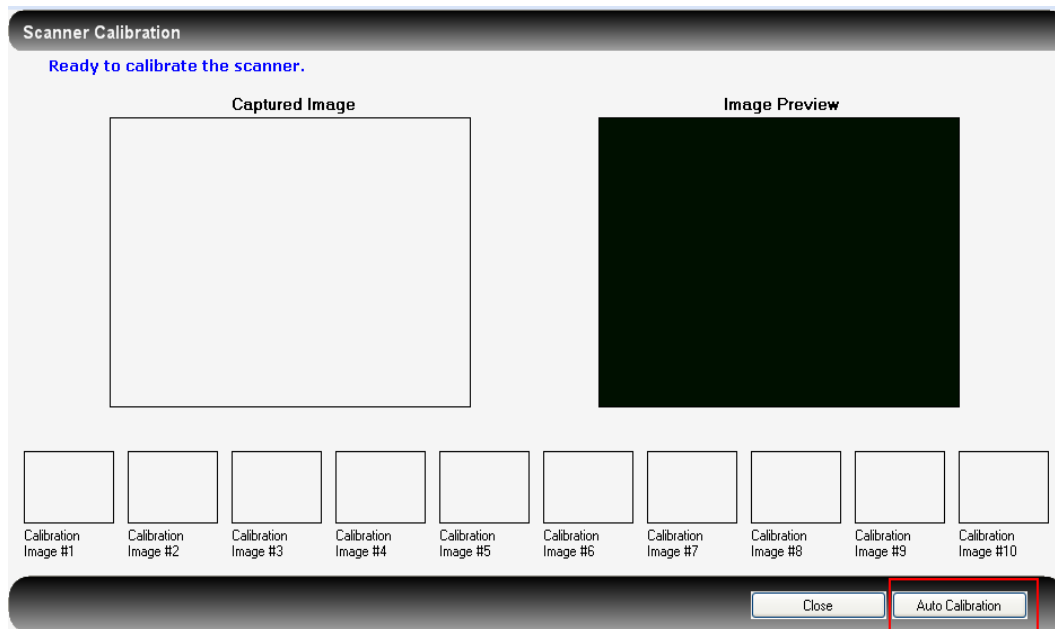 Scanner Calibration
Ready to calibrate the scanner.
Captured Image
Image Preview
Calibration
Image #1
Calibration
Image #2
Calibration
Image #3
Calibration
Image #4
Calibration
Image #5
Calibration
Image #6
Calibration
Image #7
Calibration
Image #8
Calibration
Image #9
Calibration
Image #10
Close
Auto Calibration